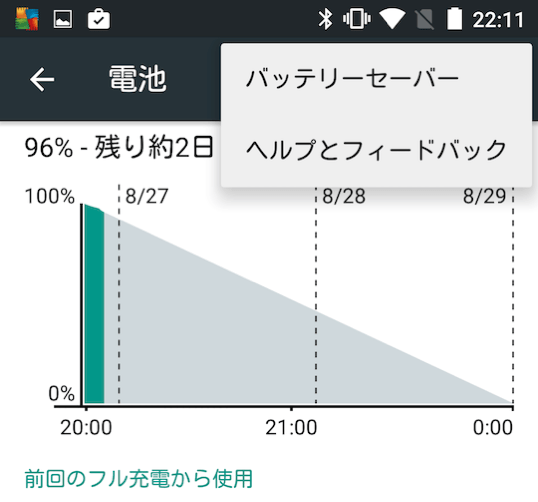 22:11
電池
バッテリーセーバー
ヘルプとフィードバック
96% - 残り約2日
100%
8/27
8/28
8/29
0%
20:00
21:00
0:00
前回のフル充電から使用